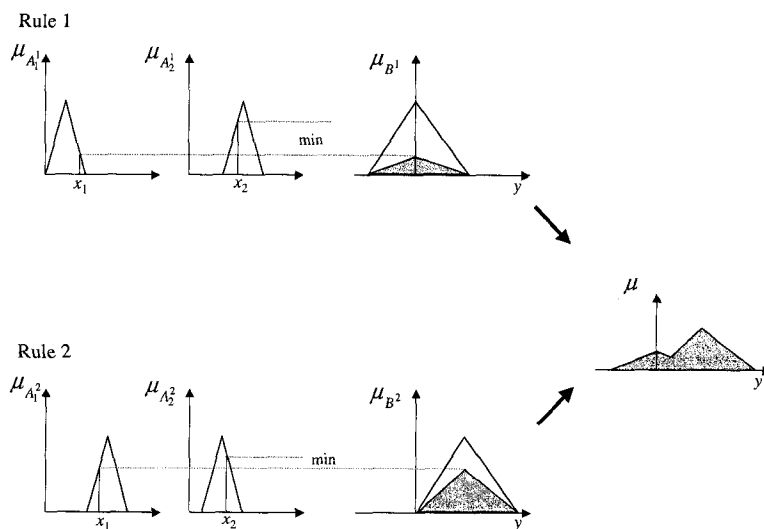 Rule 1
μ_{A_1^1} μ_{A_2^1} μ_{B^1}
min
x_1 x_2 y
μ
y
Rule 2
μ_{A_1^2} μ_{A_2^2} μ_{B^2}
min
x_1 x_2 y